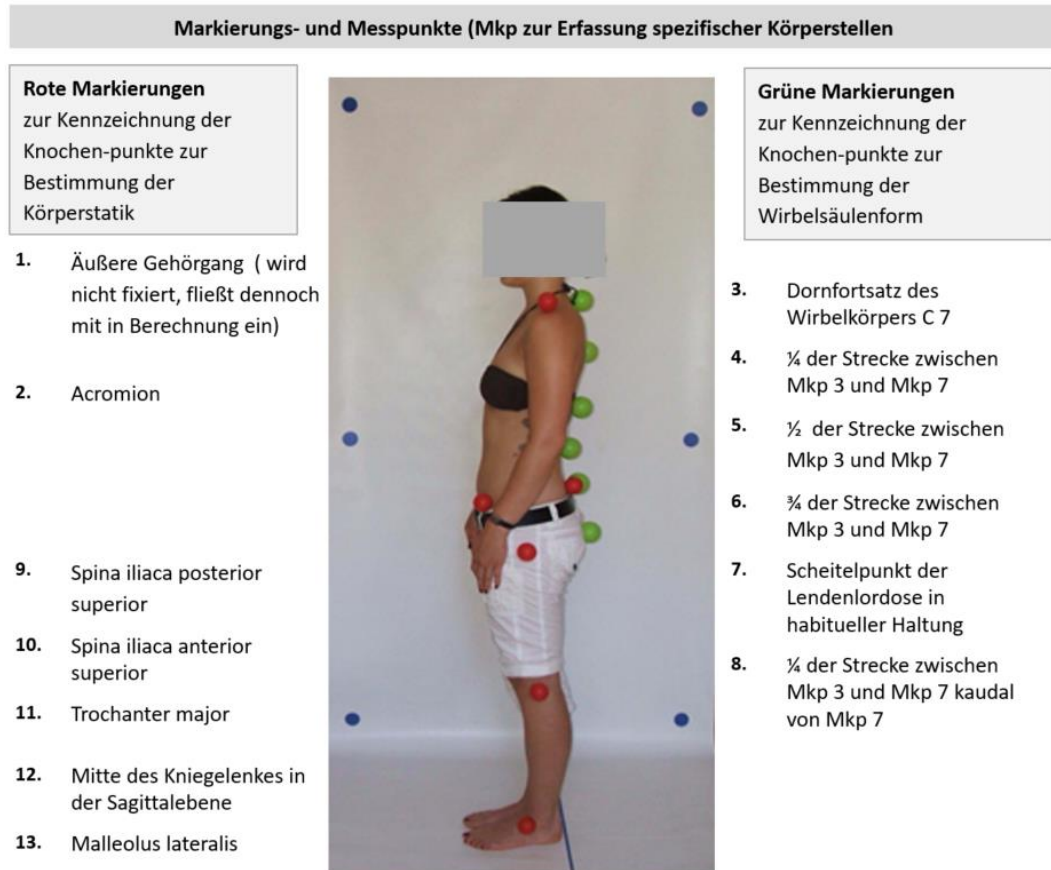 Markierungs- und Messpunkte (Mkp zur Erfassung spezifischer Körperstellen
Rote Markierungen
zur Kennzeichnung der
Knochen-punkte zur
Bestimmung der
Körperstatik
1. Äußere Gehörgang ( wird
nicht fixiert, fließt dennoch
mit in Berechnung ein)
2. Acromion
9. Spina iliaca posterior
superior
10. Spina iliaca anterior
superior
11. Trochanter major
12. Mitte des Kniegelenkes in
der Sagittalebene
13. Malleolus lateralis
Grüne Markierungen
zur Kennzeichnung der
Knochen-punkte zur
Bestimmung der
Wirbelsäulenform
3. Dornfortsatz des
Wirbelkörpers C 7
4. ¼ der Strecke zwischen
Mkp 3 und Mkp 7
5. ½ der Strecke zwischen
Mkp 3 und Mkp 7
6. ¾ der Strecke zwischen
Mkp 3 und Mkp 7
7. Scheitelpunkt der
Lendenlordose in
habitueller Haltung
8. ¼ der Strecke zwischen
Mkp 3 und Mkp 7 kaudal
von Mkp 7